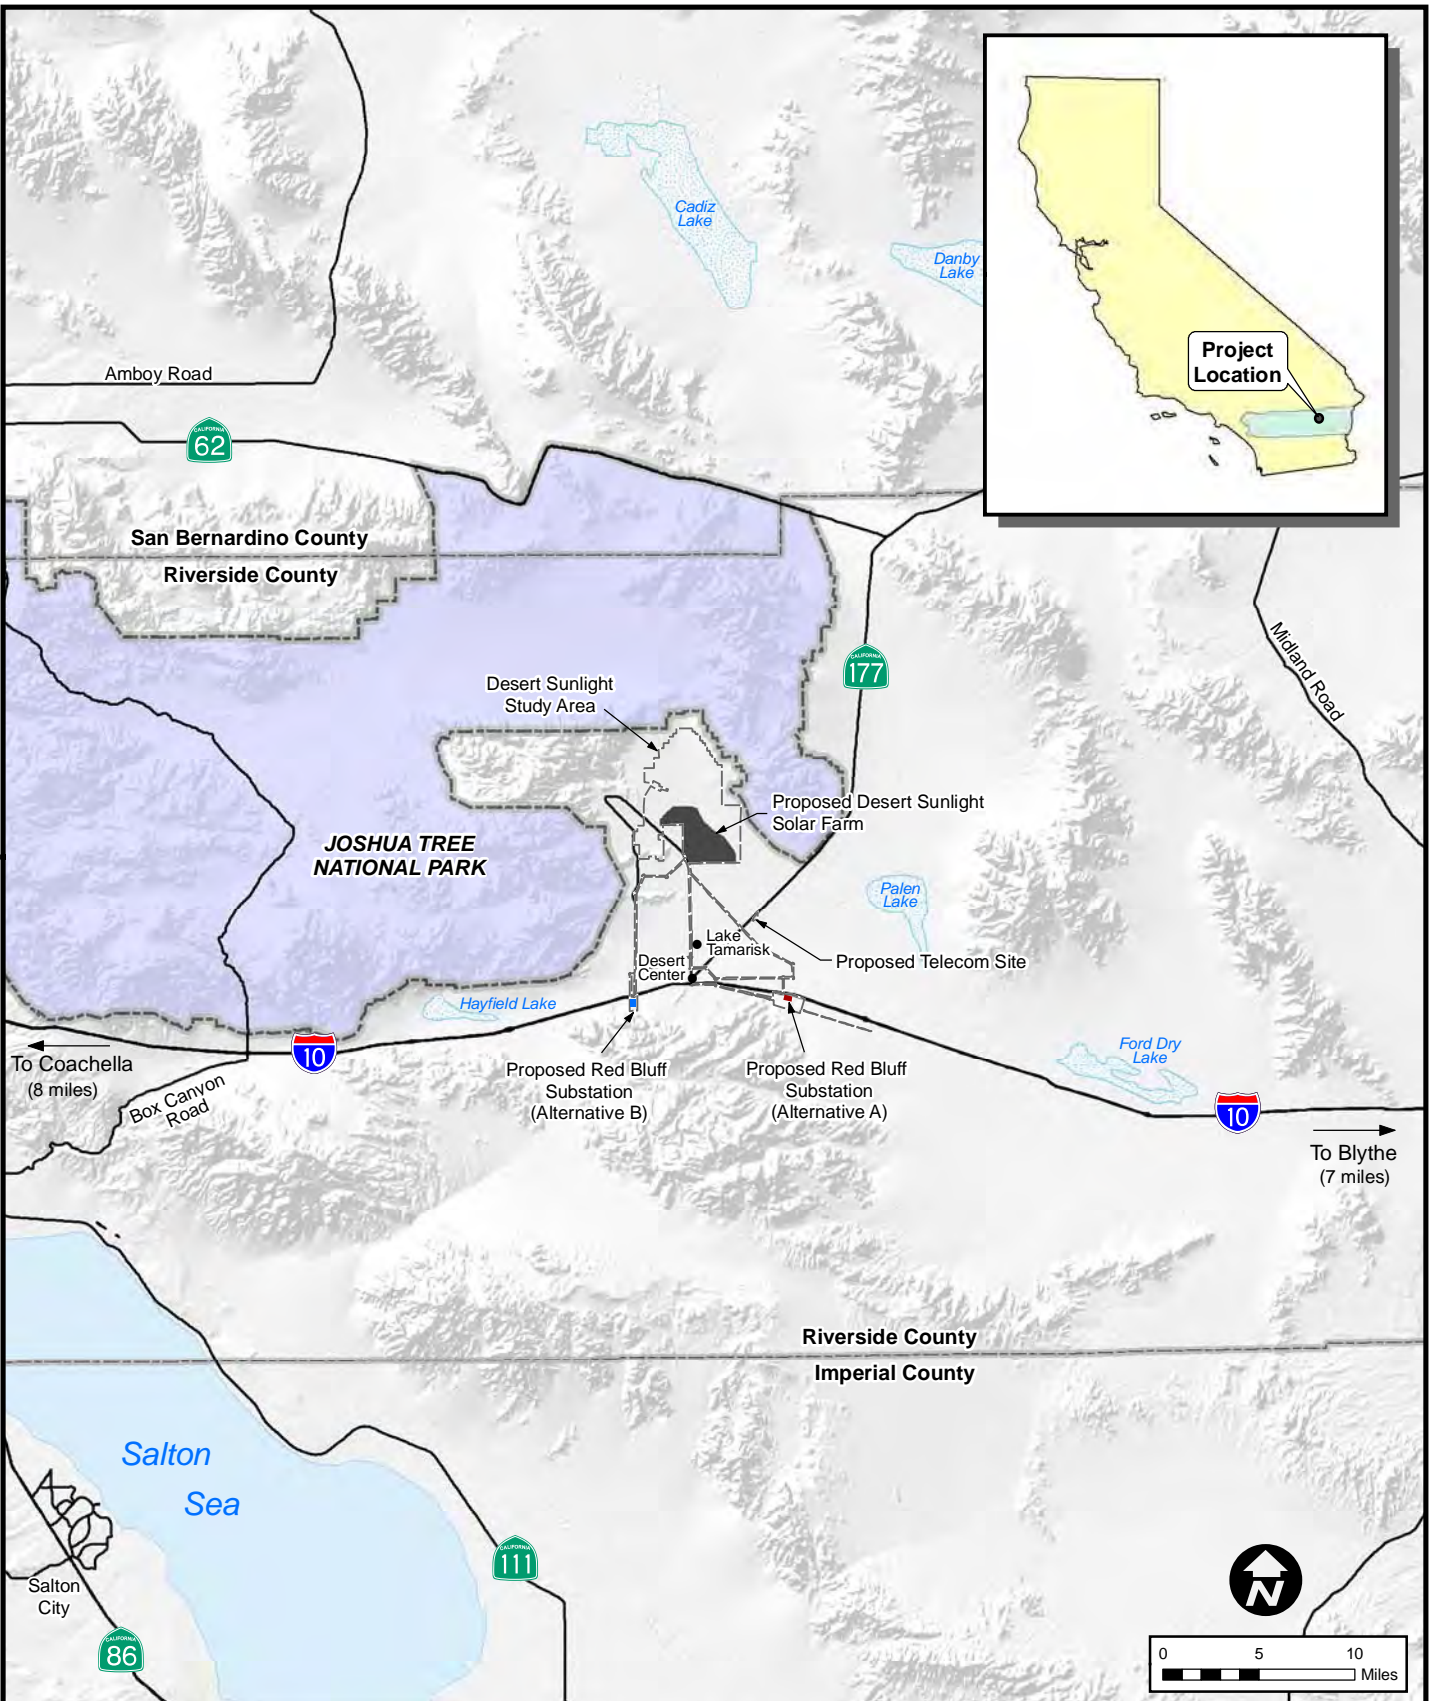 Cadiz
Lake
Danby
Lake
Project
Location
Amboy Road
CALIFORNIA
62
San Bernardino County
Riverside County
CALIFORNIA
177
Midland Road
Desert Sunlight
Study Area
Proposed Desert Sunlight
Solar Farm
JOSHUA TREE
NATIONAL PARK
Palen
Lake
Lake
Tamarisk
Desert
Center
Proposed Telecom Site
Hayfield Lake
10
To Coachella
(8 miles)
Box Canyon
Road
Proposed Red Bluff
Substation
(Alternative B)
Proposed Red Bluff
Substation
(Alternative A)
Ford Dry
Lake
10
To Blythe
(7 miles)
Riverside County
Imperial County
Salton
Sea
CALIFORNIA
111
Salton
City
CALIFORNIA
86
N
0 5 10
Miles